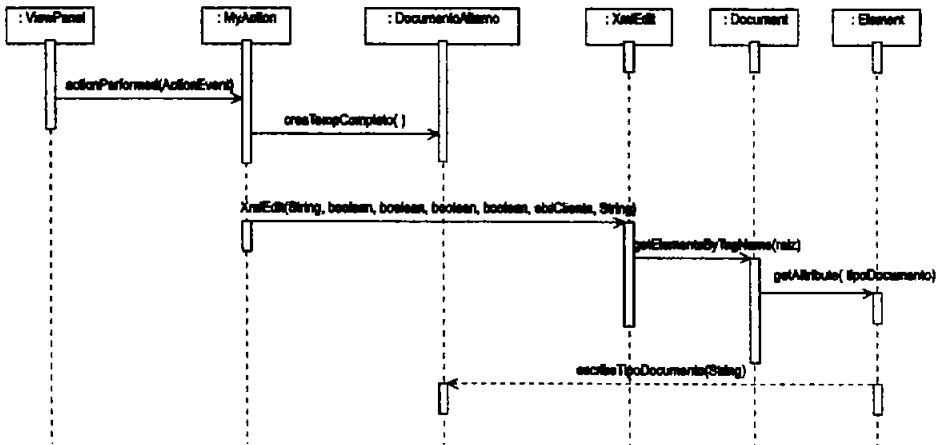 : ViewPanel
: MyAction
: DocumentoAlterno
: XmlEdit
: Document
: Element
actionPerformed(ActionEvent)
creaTempCompleto( )
XmlEdit(String, boolean, boolean, boolean, boolean, String)
getElementsByTagName(raiz)
getAttribute( tipoDocumento)
escribeTipoDocumento(String)